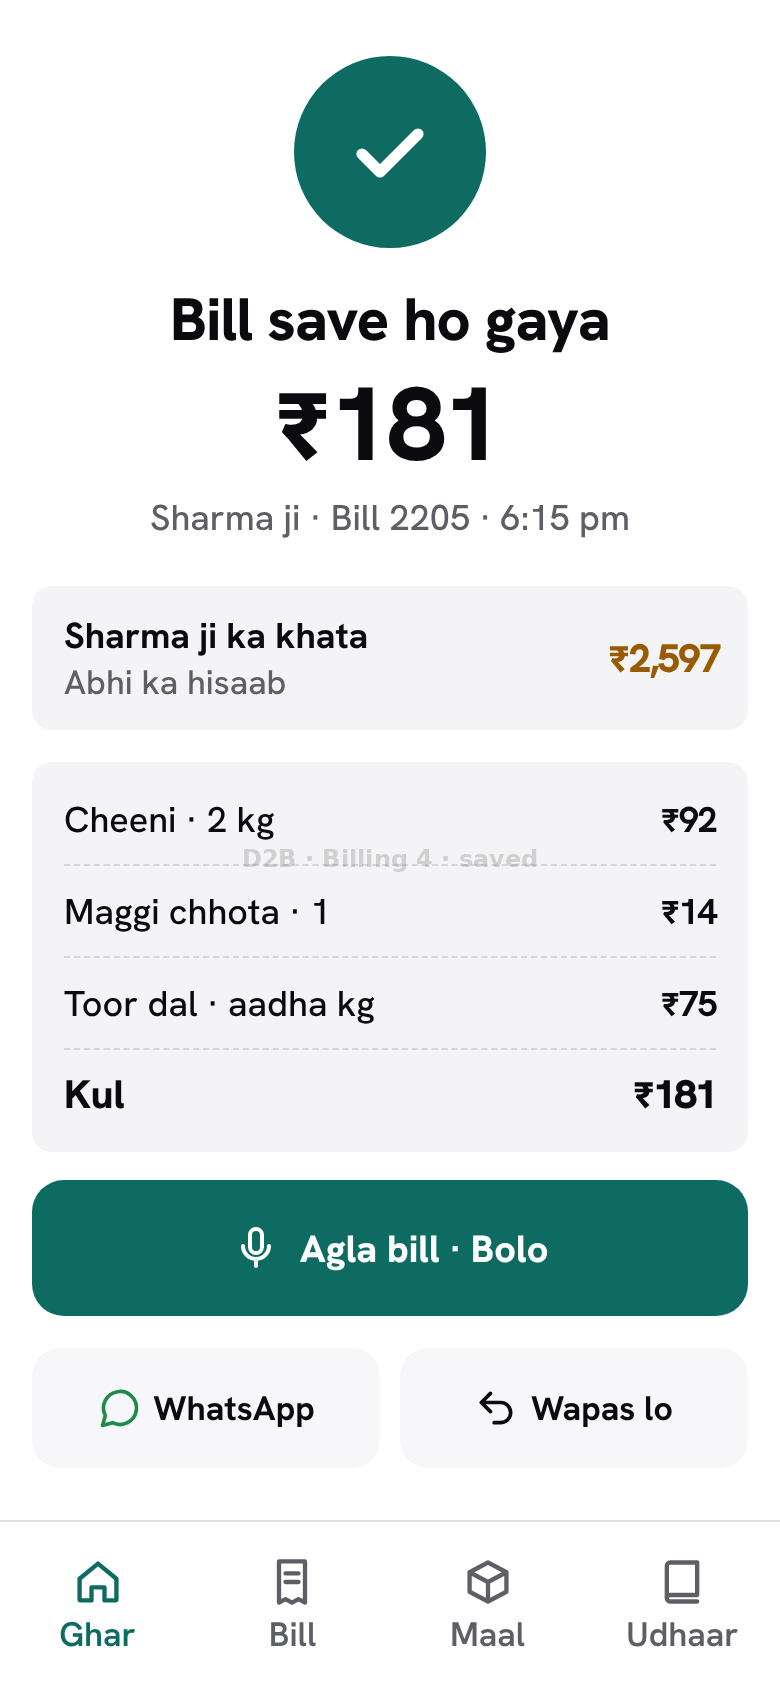 Bill save ho gaya
₹181
Sharma ji · Bill 2205 · 6:15 pm
Sharma ji ka khata
Abhi ka hisaab
₹2,597
Cheeni · 2 kg ₹92
D2B · Billing 4 · saved
Maggi chhota · 1 ₹14
Toor dal · aadha kg ₹75
Kul ₹181
Agla bill · Bolo
WhatsApp Wapas lo
Ghar Bill Maal Udhaar